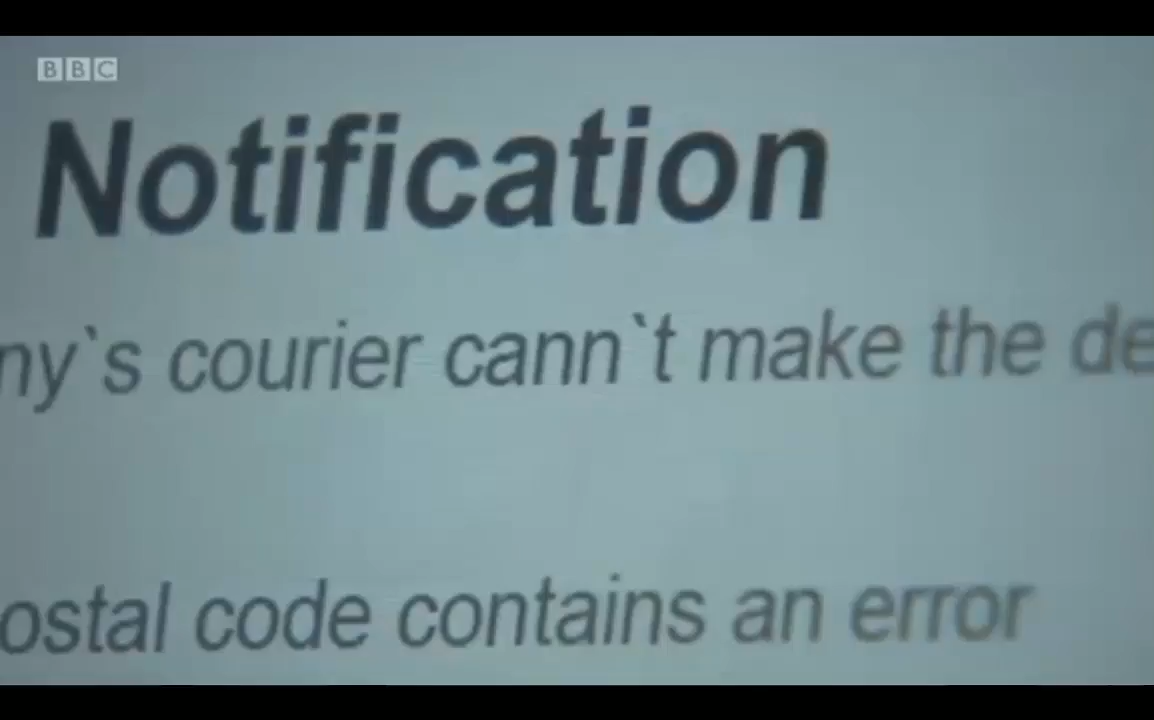 BBC
Notification
ny`s courier cann`t make the de
ostal code contains an error